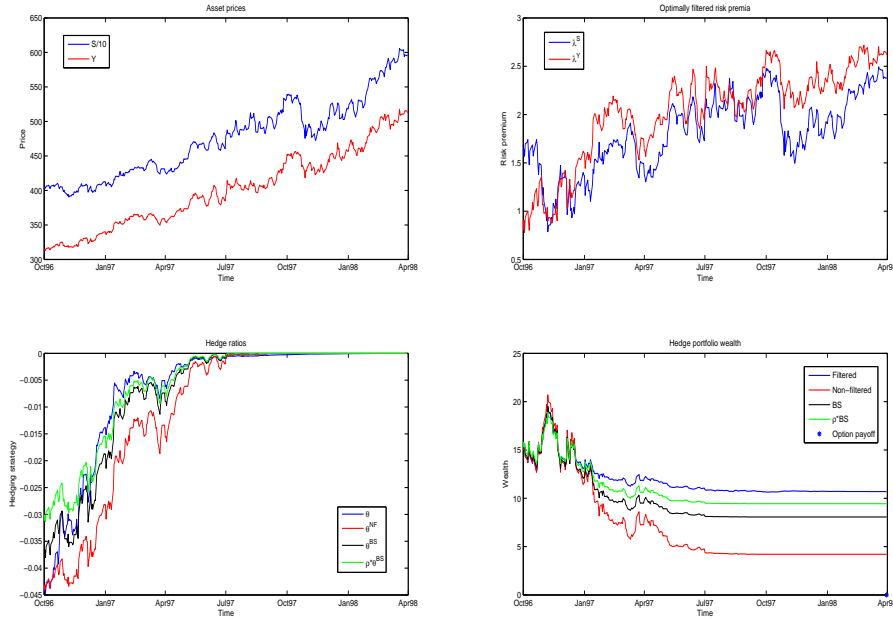 Asset prices
650
600
550
500
450
400
350
300
Price
S/10
Y
Oct96
Jan97
Apr97
Jul97
Oct97
Jan98
Apr98
Time
Optimally filtered risk premia
3
2.5
2
1.5
1
0.5
Risk premium
λ^S
λ^Y
Oct96
Jan97
Apr97
Jul97
Oct97
Jan98
Apr9
Time
Hedge ratios
0
−0.005
−0.01
−0.015
−0.02
−0.025
−0.03
−0.035
−0.04
−0.045
Hedging strategy
θ
θ^NF
θ^BS
ρ*θ^BS
Oct96
Jan97
Apr97
Jul97
Oct97
Jan98
Apr98
Time
Hedge portfolio wealth
25
20
15
10
5
0
Wealth
Filtered
Non−filtered
BS
ρ*BS
Option payoff
Oct96
Jan97
Apr97
Jul97
Oct97
Jan98
Apr9
Time